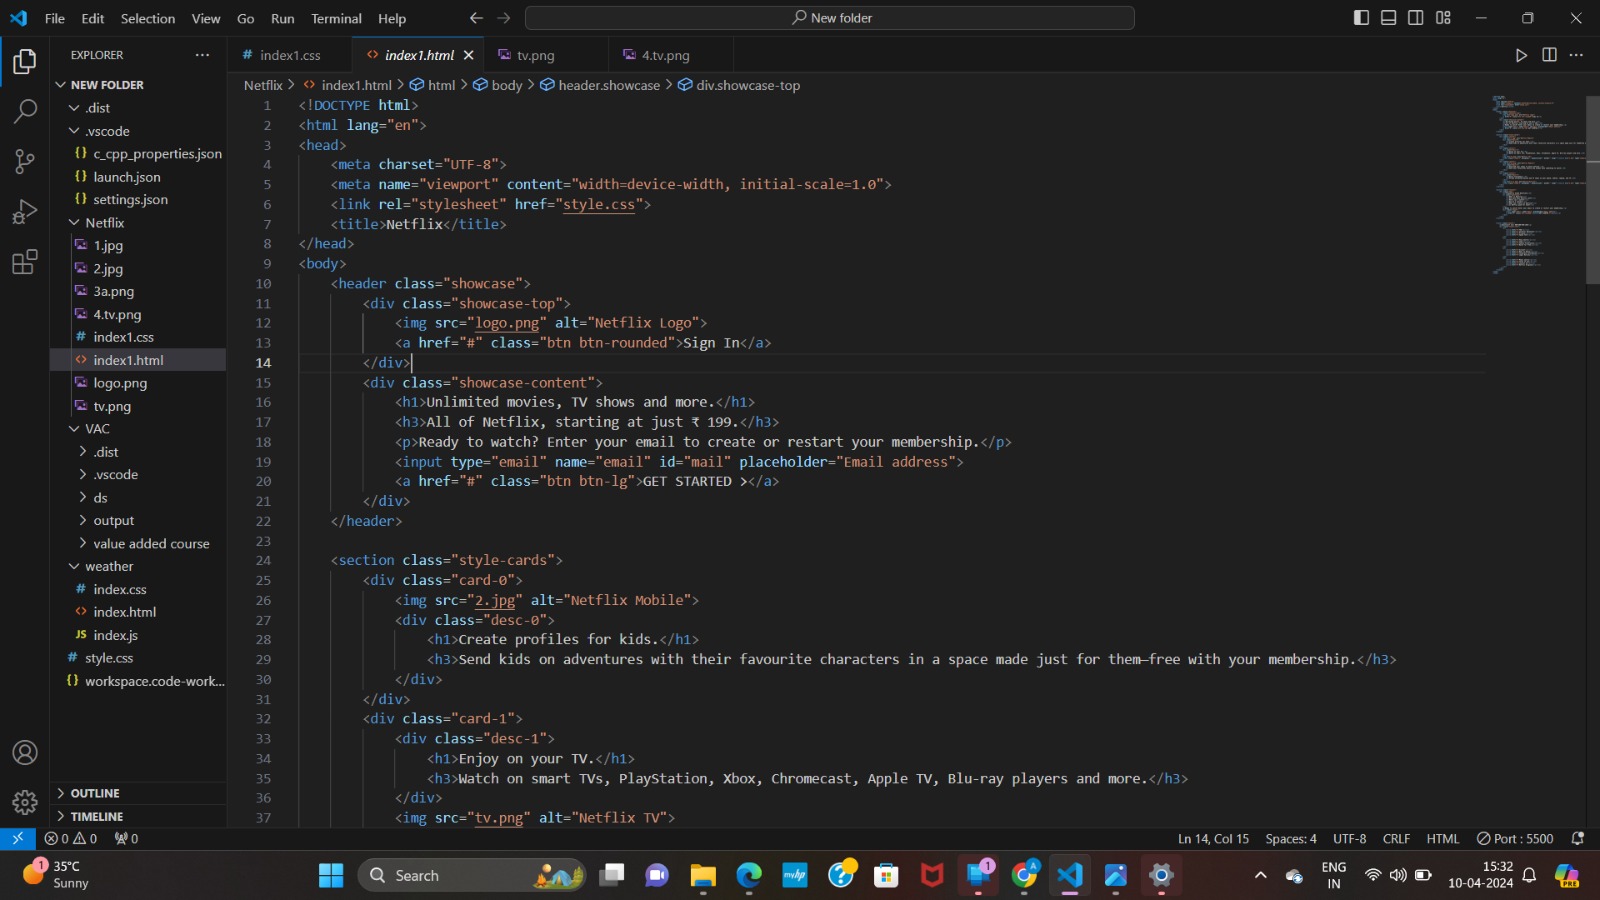 File Edit Selection View Go Run Terminal Help
New folder
EXPLORER
index1.css
index1.html
tv.png
4.tv.png
NEW FOLDER
.dist
.vscode
c_cpp_properties.json
launch.json
settings.json
Netflix
1.jpg
2.jpg
3a.png
4.tv.png
index1.css
index1.html
logo.png
tv.png
VAC
.dist
.vscode
ds
output
value added course
weather
index.css
index.html
JS index.js
style.css
workspace.code-work...
OUTLINE
TIMELINE
Netflix > index1.html > html > body > header.showcase > div.showcase-top
1 <!DOCTYPE html>
2 <html lang="en">
3 <head>
4 <meta charset="UTF-8">
5 <meta name="viewport" content="width=device-width, initial-scale=1.0">
6 <link rel="stylesheet" href="style.css">
7 <title>Netflix</title>
8 </head>
9 <body>
10 <header class="showcase">
11 <div class="showcase-top">
12 <img src="logo.png" alt="Netflix Logo">
13 <a href="#" class="btn btn-rounded">Sign In</a>
14 </div>
15 <div class="showcase-content">
16 <h1>Unlimited movies, TV shows and more.</h1>
17 <h3>All of Netflix, starting at just ₹ 199.</h3>
18 <p>Ready to watch? Enter your email to create or restart your membership.</p>
19 <input type="email" name="email" id="mail" placeholder="Email address">
20 <a href="#" class="btn btn-lg">GET STARTED ></a>
21 </div>
22 </header>
23
24 <section class="style-cards">
25 <div class="card-0">
26 <img src="2.jpg" alt="Netflix Mobile">
27 <div class="desc-0">
28 <h1>Create profiles for kids.</h1>
29 <h3>Send kids on adventures with their favourite characters in a space made just for them—free with your membership.</h3>
30 </div>
31 </div>
32 <div class="card-1">
33 <div class="desc-1">
34 <h1>Enjoy on your TV.</h1>
35 <h3>Watch on smart TVs, PlayStation, Xbox, Chromecast, Apple TV, Blu-ray players and more.</h3>
36 </div>
37 <img src="tv.png" alt="Netflix TV">
0 0 0
Ln 14, Col 15 Spaces: 4 UTF-8 CRLF HTML Port : 5500
1
35°C
Sunny
Search
myhp
1
A
ENG
IN
15:32
10-04-2024
PRE